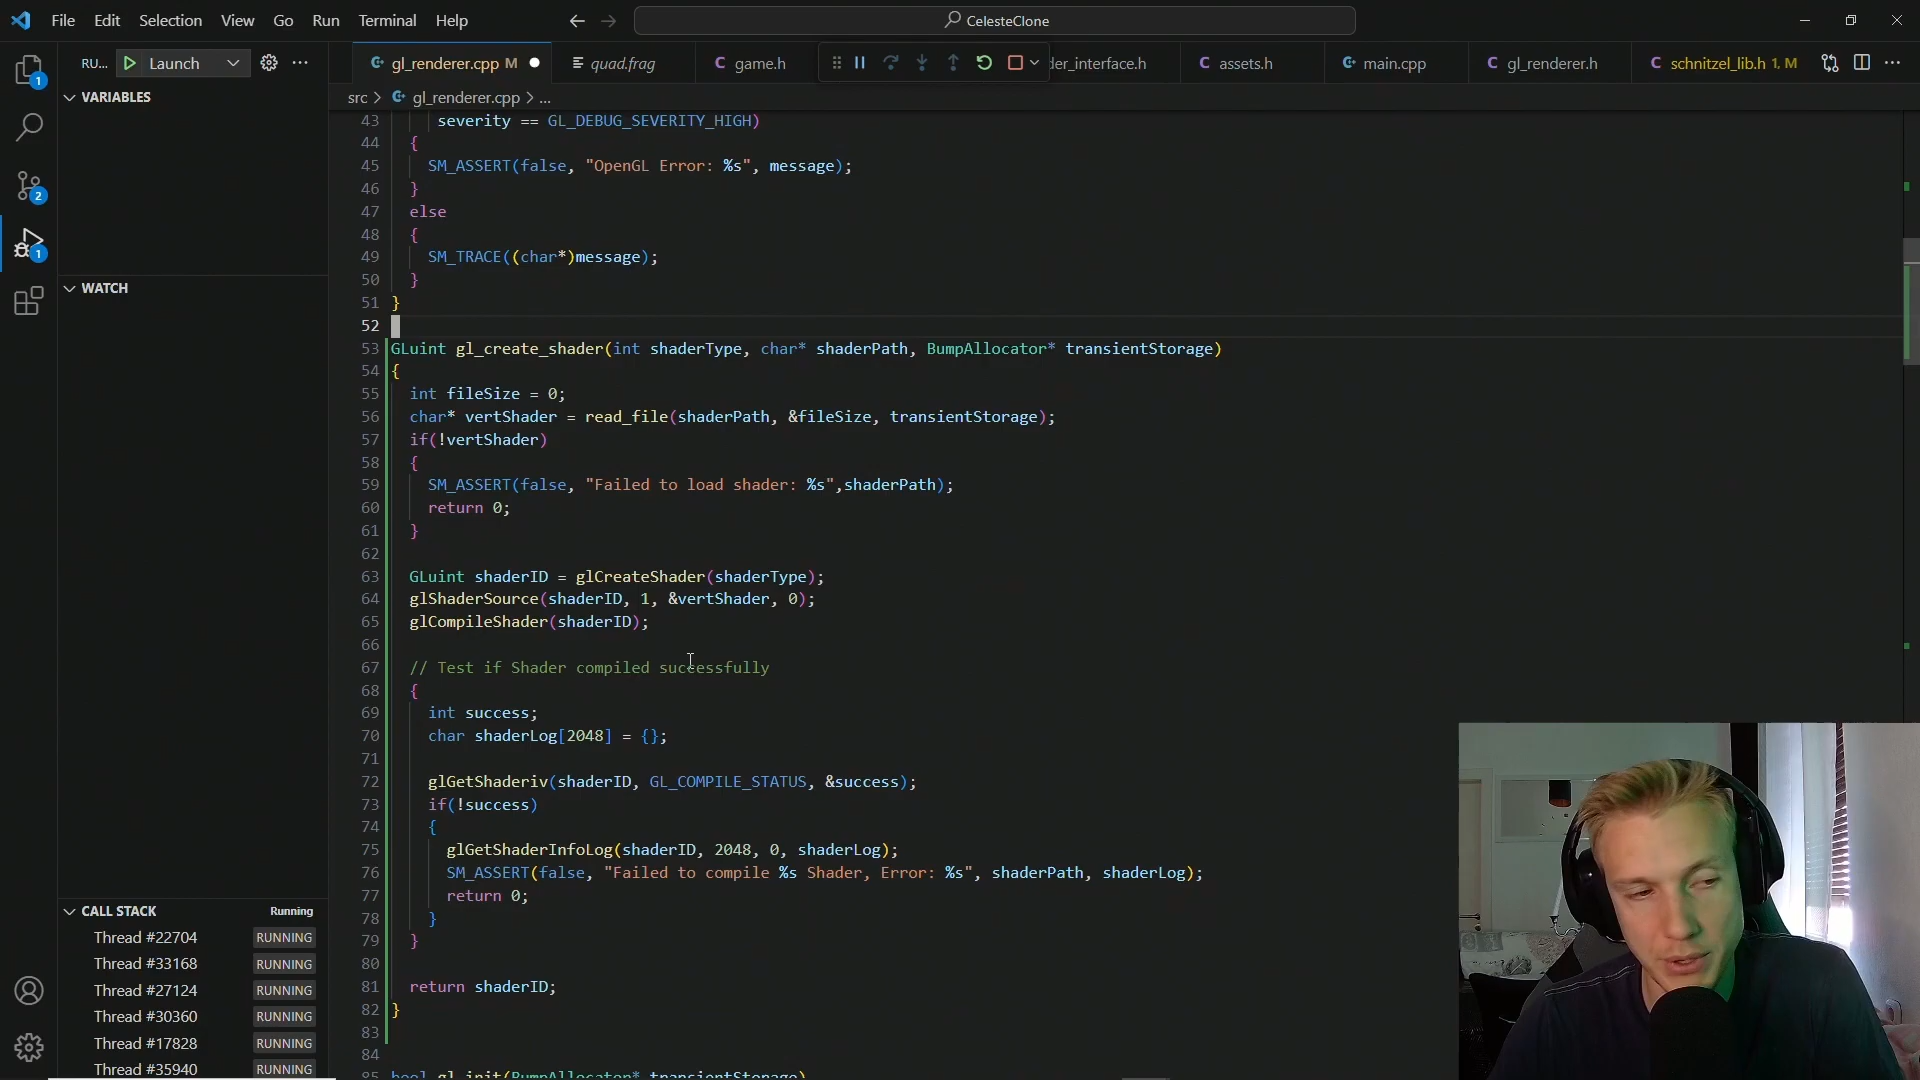 File Edit Selection View Go Run Terminal Help
CelesteClone
RU... Launch
gl_renderer.cpp M
quad.frag
game.h
der_interface.h
assets.h
main.cpp
gl_renderer.h
schnitzel_lib.h 1, M
VARIABLES
WATCH
CALL STACK Running
Thread #22704 RUNNING
Thread #33168 RUNNING
Thread #27124 RUNNING
Thread #30360 RUNNING
Thread #17828 RUNNING
Thread #35940 RUNNING
1
2
1
src > gl_renderer.cpp > ...
43 severity == GL_DEBUG_SEVERITY_HIGH)
44 {
45 SM_ASSERT(false, "OpenGL Error: %s", message);
46 }
47 else
48 {
49 SM_TRACE((char*)message);
50 }
51 }
52
53 GLuint gl_create_shader(int shaderType, char* shaderPath, BumpAllocator* transientStorage)
54 {
55 int fileSize = 0;
56 char* vertShader = read_file(shaderPath, &fileSize, transientStorage);
57 if(!vertShader)
58 {
59 SM_ASSERT(false, "Failed to load shader: %s",shaderPath);
60 return 0;
61 }
62
63 GLuint shaderID = glCreateShader(shaderType);
64 glShaderSource(shaderID, 1, &vertShader, 0);
65 glCompileShader(shaderID);
66
67 // Test if Shader compiled successfully
68 {
69 int success;
70 char shaderLog[2048] = {};
71
72 glGetShaderiv(shaderID, GL_COMPILE_STATUS, &success);
73 if(!success)
74 {
75 glGetShaderInfoLog(shaderID, 2048, 0, shaderLog);
76 SM_ASSERT(false, "Failed to compile %s Shader, Error: %s", shaderPath, shaderLog);
77 return 0;
78 }
79 }
80
81 return shaderID;
82 }
83
84
85 bool gl_init(BumpAllocator* transientStorage)